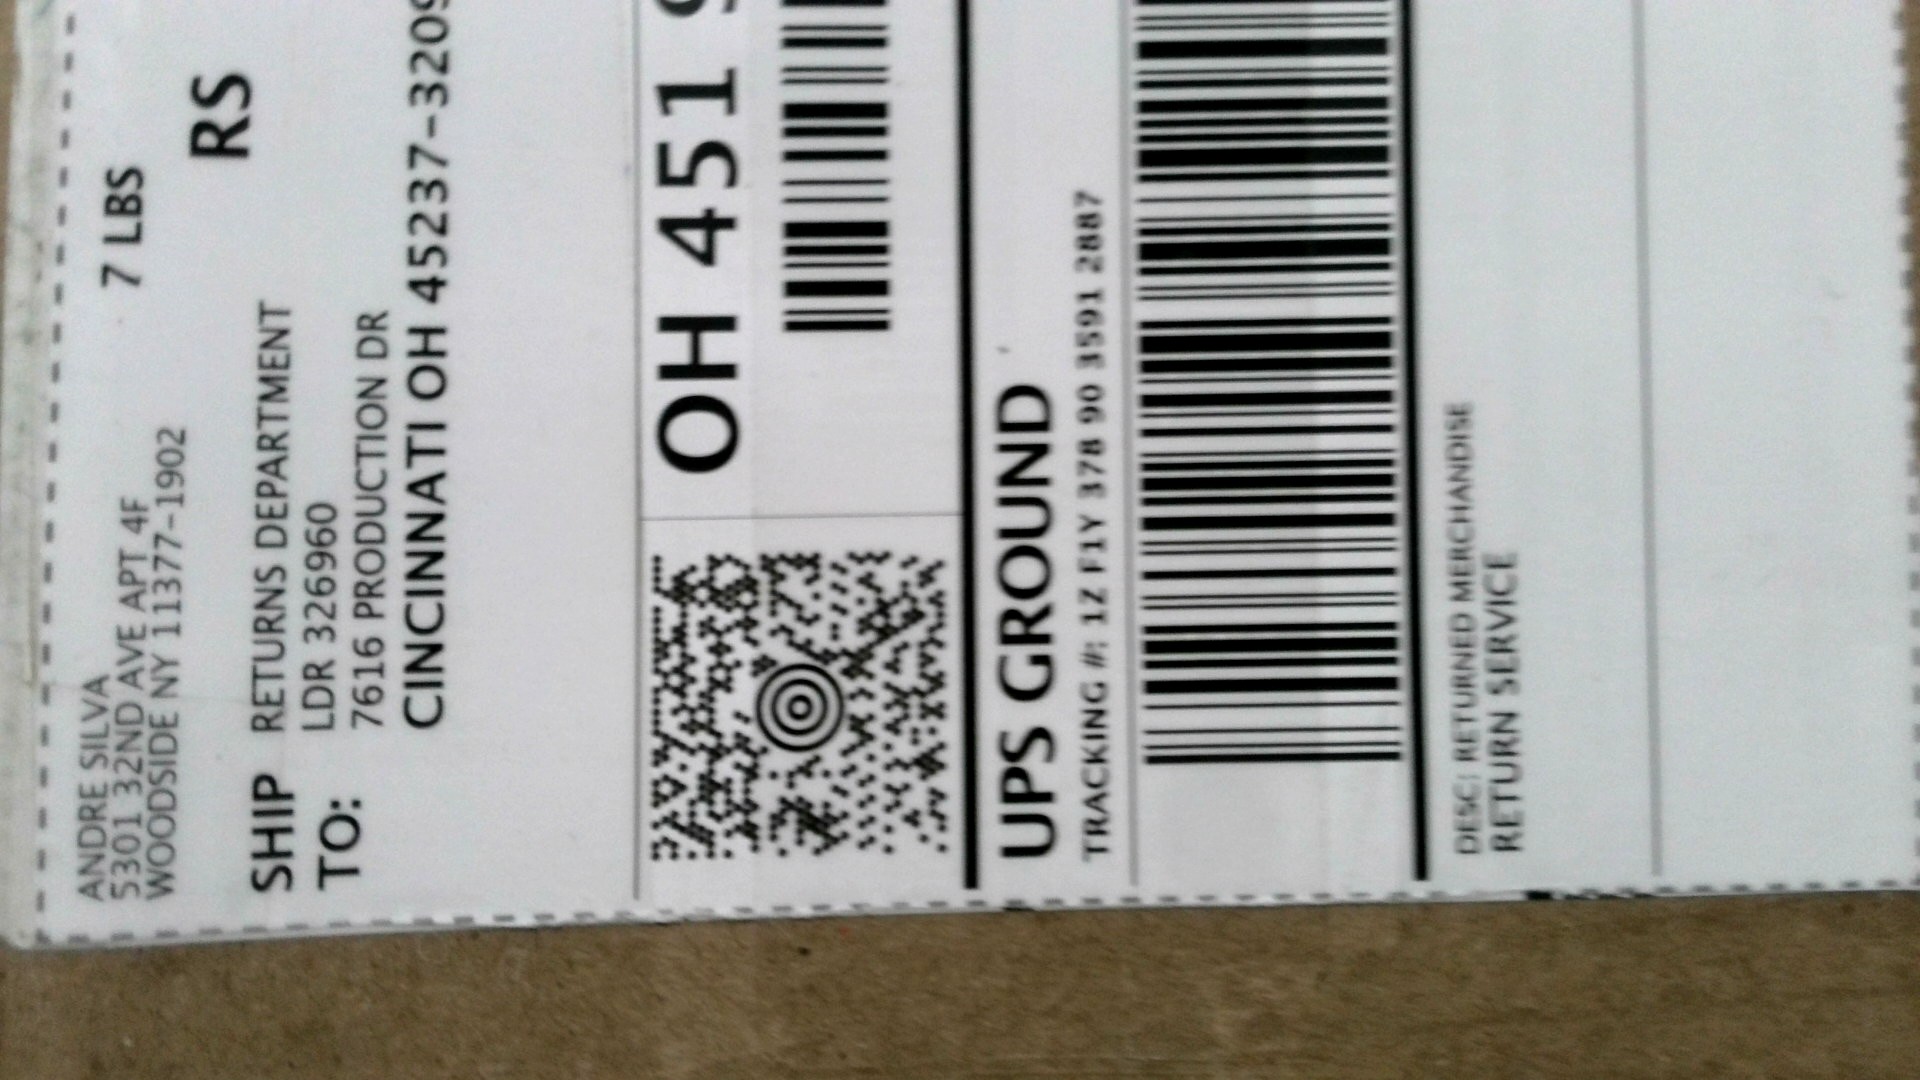 ANDRE SILVA
5301 32ND AVE APT 4F
WOODSIDE NY 11377-1902
7 LBS
RS
SHIP TO:
RETURNS DEPARTMENT
LDR 326960
7616 PRODUCTION DR
CINCINNATI OH 45237-3209
OH 451 9
UPS GROUND
TRACKING #: 1Z F1Y 378 90 3591 2887
DESC: RETURNED MERCHANDISE
RETURN SERVICE